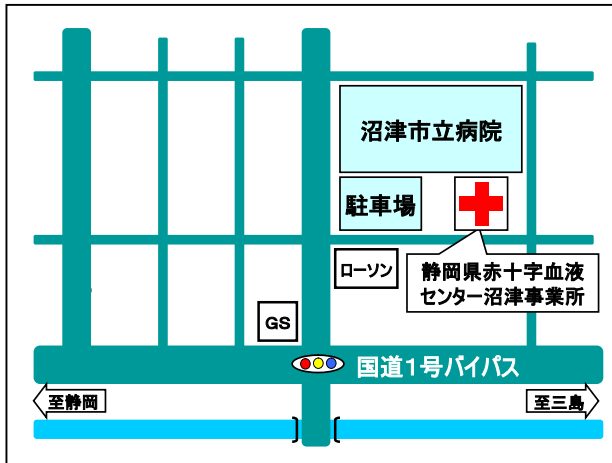 沼津市立病院
駐車場
ローソン
静岡県赤十字血液
センター沼津事業所
GS
国道1号バイパス
至静岡
至三島